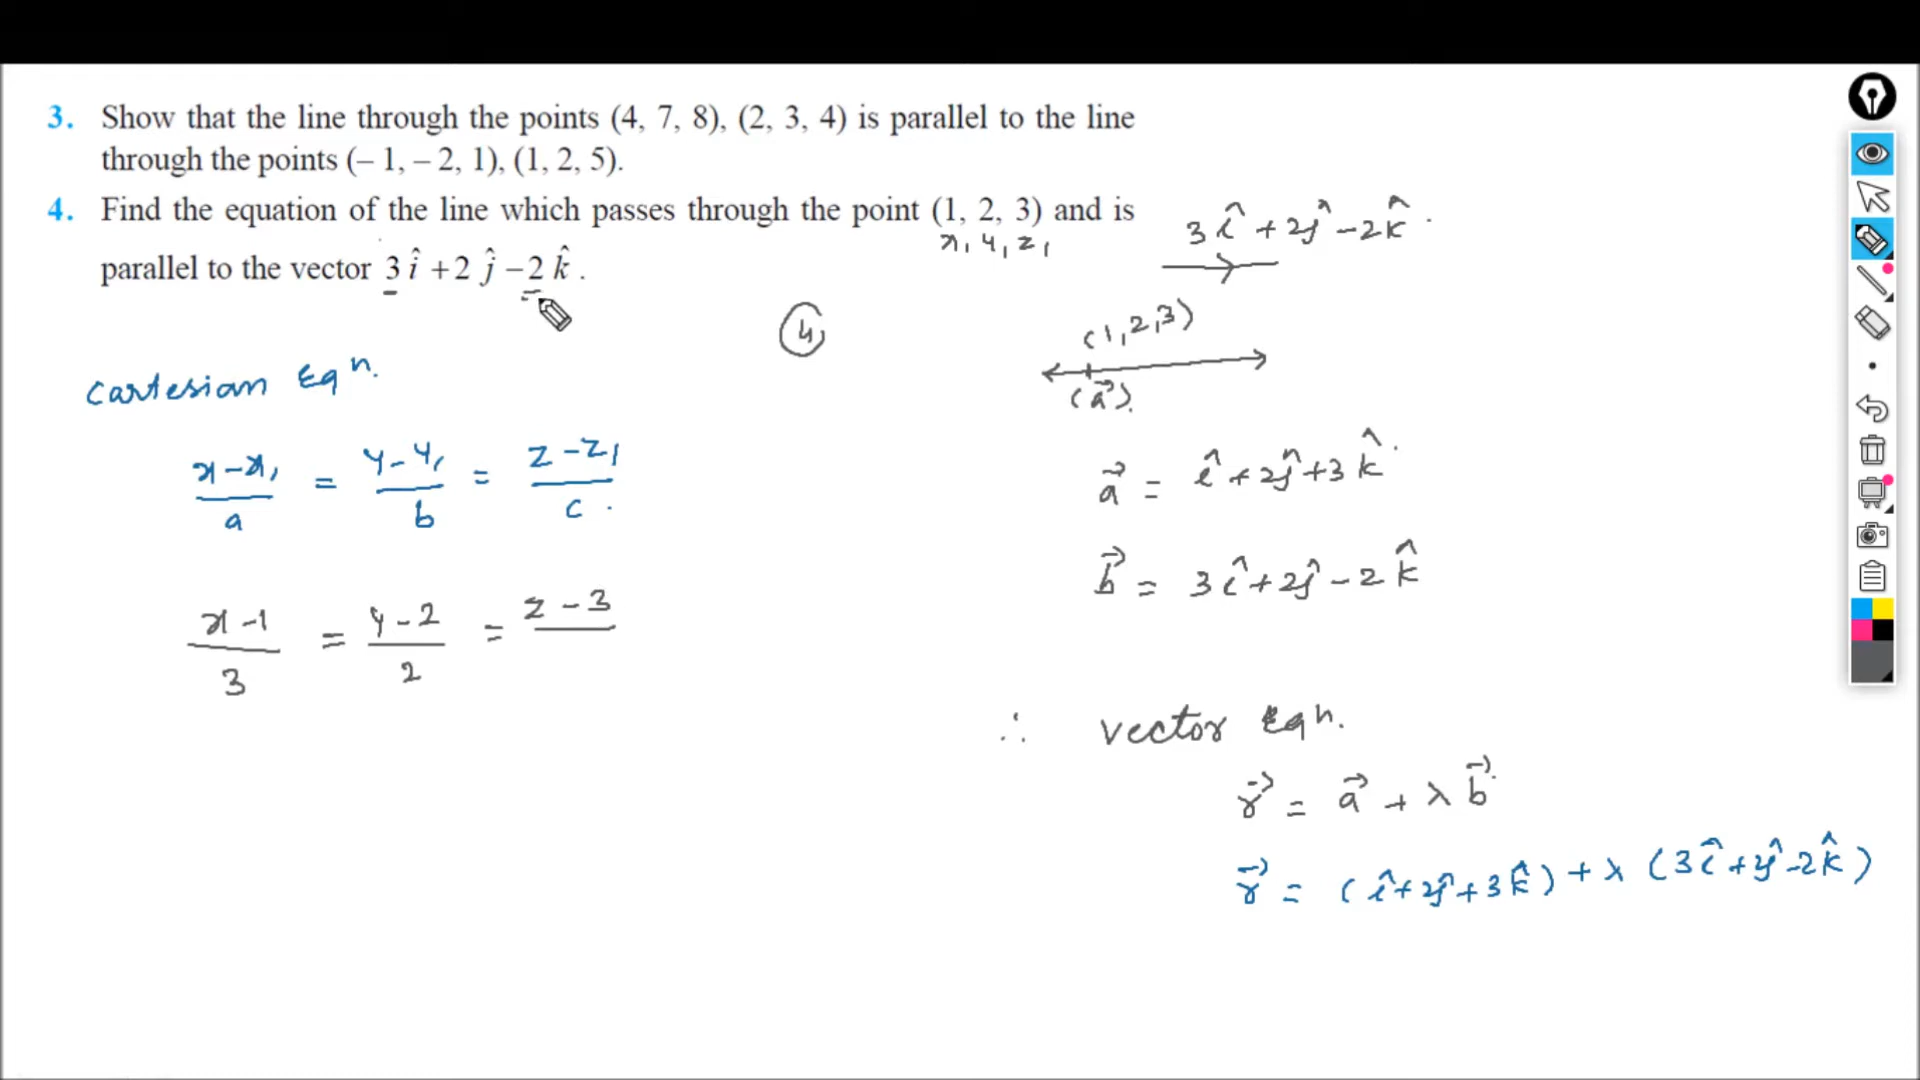 3. Show that the line through the points (4, 7, 8), (2, 3, 4) is parallel to the line
through the points (– 1, – 2, 1), (1, 2, 5).
4. Find the equation of the line which passes through the point (1, 2, 3) and is
x₁ y₁ z₁
parallel to the vector 3 î + 2 ĵ – 2 k̂ .
3î + 2ĵ - 2k̂ .
4
(1, 2, 3)
(a⃗).
Cartesian Eqn.
x-x₁/a = y-y₁/b = z-z₁/c .
x-1/3 = y-2/2 = z-3/
a⃗ = î + 2ĵ + 3k̂ .
b⃗ = 3î + 2ĵ - 2k̂
∴ vector Eqn.
r⃗ = a⃗ + λ b⃗ .
r⃗ = (î + 2ĵ + 3k̂) + λ (3î + 2ĵ - 2k̂)